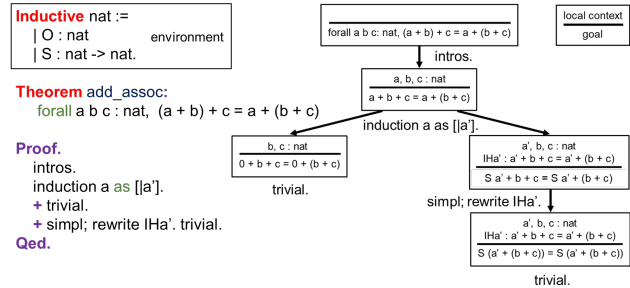 Inductive nat :=
| O : nat
| S : nat -> nat.
environment
Theorem add_assoc:
forall a b c : nat, (a + b) + c = a + (b + c)
Proof.
intros.
induction a as [|a’].
+ trivial.
+ simpl; rewrite IHa’. trivial.
Qed.
forall a b c: nat, (a + b) + c = a + (b + c)
local context
goal
intros.
a, b, c : nat
a + b + c = a + (b + c)
induction a as [|a’].
b, c : nat
0 + b + c = 0 + (b + c)
trivial.
a’, b, c : nat
IHa’ : a’ + b + c = a’ + (b + c)
S a’ + b + c = S a’ + (b + c)
simpl; rewrite IHa’.
a’, b, c : nat
IHa’ : a’ + b + c = a’ + (b + c)
S (a’ + (b + c)) = S (a’ + (b + c))
trivial.